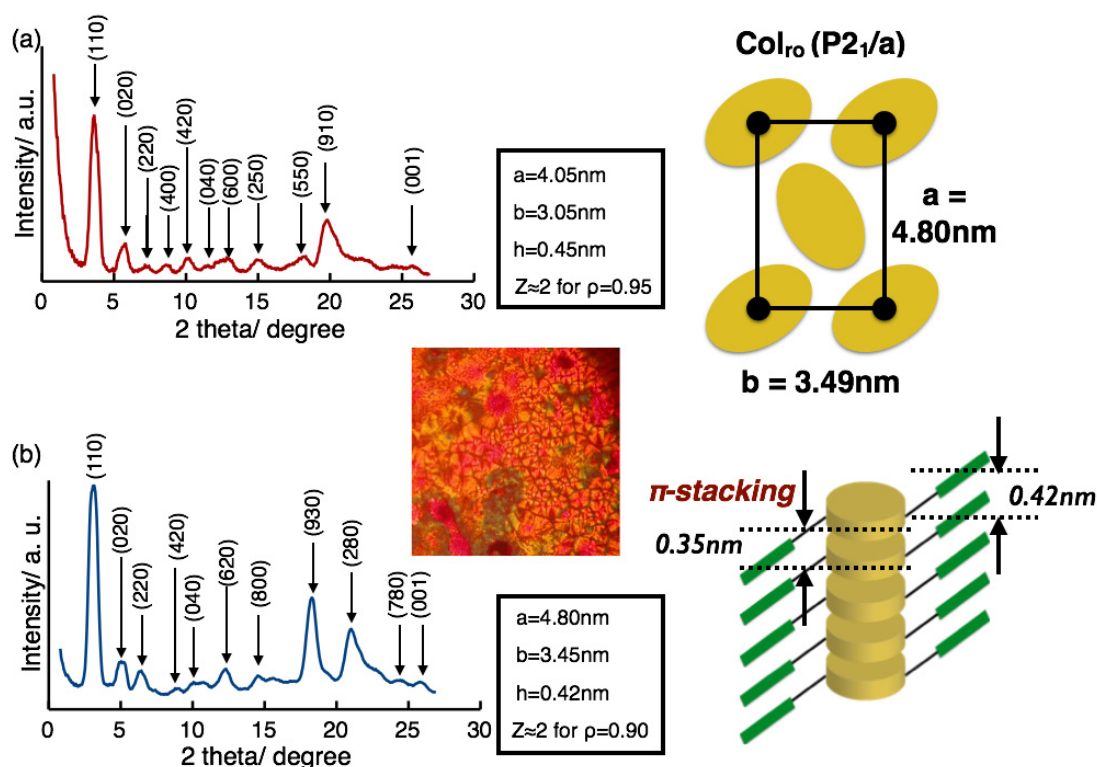 (a)
Intensity/ a.u.
(110)
(020)
(220)
(400)
(420)
(040)
(600)
(250)
(550)
(910)
(001)
0 5 10 15 20 25 30
2 theta/ degree
a=4.05nm
b=3.05nm
h=0.45nm
Z≈2 for ρ=0.95
Colro (P21/a)
a =
4.80nm
b = 3.49nm
(b)
Intensity/ a. u.
(110)
(020)
(220)
(420)
(040)
(620)
(800)
(930)
(280)
(780)
(001)
0 5 10 15 20 25 30
2 theta/ degree
a=4.80nm
b=3.45nm
h=0.42nm
Z≈2 for ρ=0.90
π-stacking
0.35nm
0.42nm